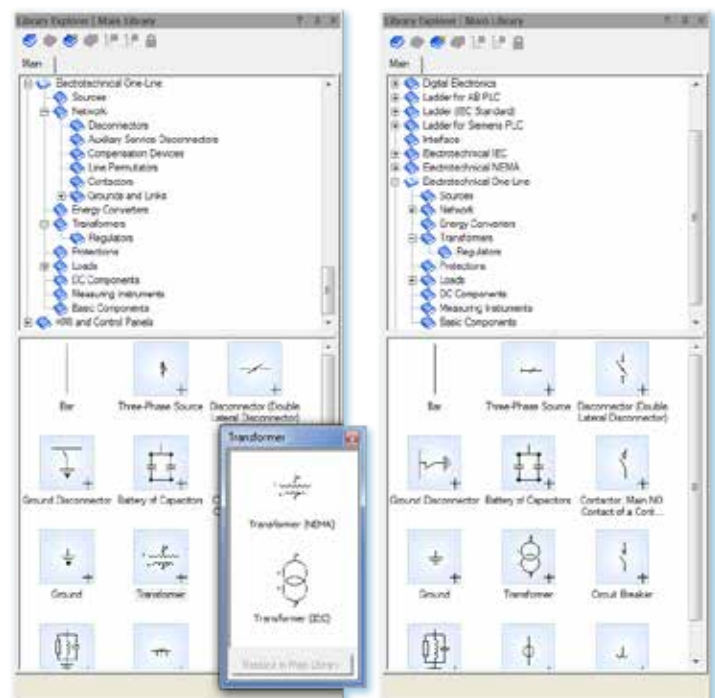 Library Explorer | Main Library
Main
Electrotechnical One-Line
Sources
Network
Disconnectors
Auxiliary Service Disconnectors
Compensation Devices
Line Permutators
Contactors
Grounds and Links
Energy Converters
Transformers
Regulators
Protections
Loads
DC Components
Measuring Instruments
Basic Components
HMI and Control Panels
Bar
Three-Phase Source
Disconnector (Double
Lateral Disconnector)
Ground Disconnector
Battery of Capacitors
Ground
Transformer
Transformer
Transformer (NEMA)
Transformer (IEC)
Replace in Main Library
Library Explorer | Main Library
Main
Digital Electronics
Ladder for AB PLC
Ladder (IEC Standard)
Ladder for Siemens PLC
Interface
Electrotechnical IEC
Electrotechnical NEMA
Electrotechnical One-Line
Sources
Network
Energy Converters
Transformers
Regulators
Protections
Loads
DC Components
Measuring Instruments
Basic Components
Bar
Three-Phase Source
Disconnector (Double
Lateral Disconnector)
Ground Disconnector
Battery of Capacitors
Contactor, Main NO
Contact of a Cont...
Ground
Transformer
Circuit Breaker